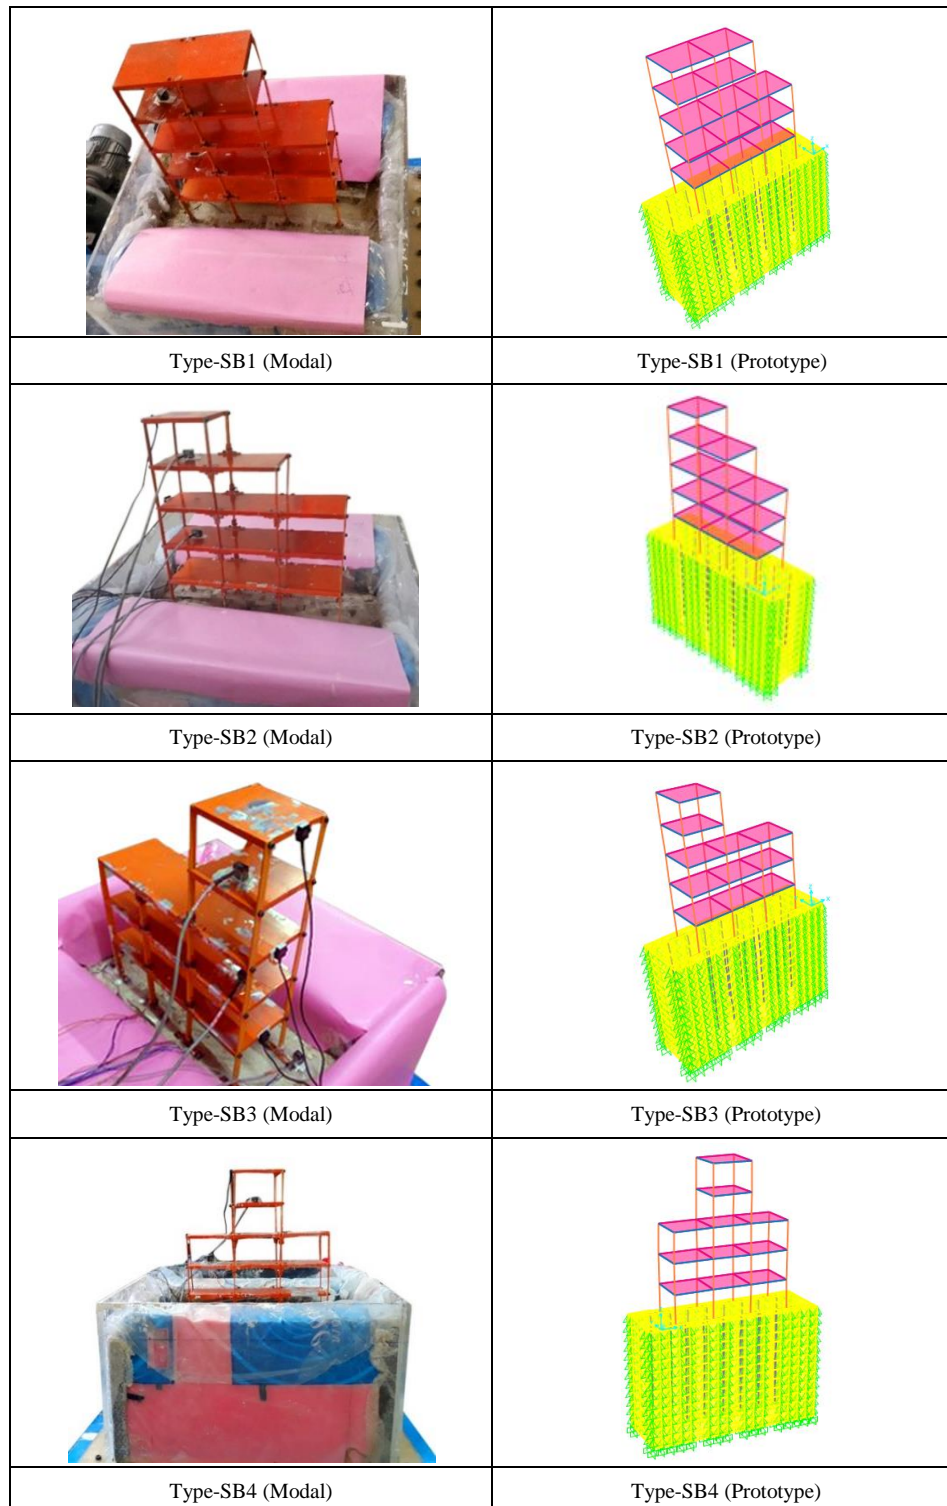 Type-SB1 (Modal)
Type-SB1 (Prototype)
Type-SB2 (Modal)
Type-SB2 (Prototype)
Type-SB3 (Modal)
Type-SB3 (Prototype)
Type-SB4 (Modal)
Type-SB4 (Prototype)